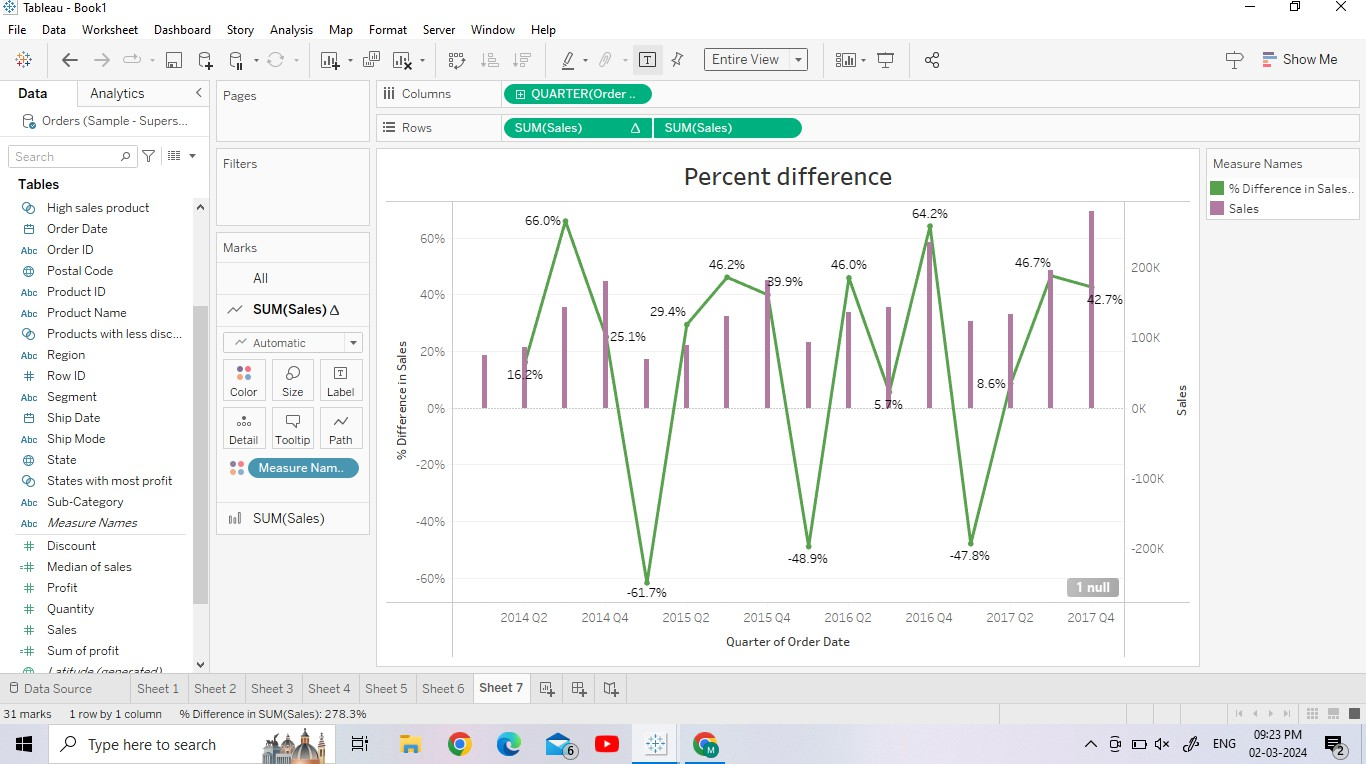 Tableau - Book1
File Data Worksheet Dashboard Story Analysis Map Format Server Window Help
Entire View
Show Me
Data Analytics
Orders (Sample - Supers...
Search
Tables
High sales product
Order Date
Abc Order ID
Postal Code
Abc Product ID
Abc Product Name
Products with less disc...
Abc Region
# Row ID
Abc Segment
Ship Date
Abc Ship Mode
State
States with most profit
Abc Sub-Category
Abc Measure Names
# Discount
=# Median of sales
# Profit
# Quantity
# Sales
=# Sum of profit
Latitude (generated)
Pages
Filters
Marks
All
SUM(Sales) Δ
Automatic
Color Size Label
Detail Tooltip Path
Measure Nam..
SUM(Sales)
Columns QUARTER(Order ..
Rows SUM(Sales) Δ SUM(Sales)
Percent difference
% Difference in Sales
60%
40%
20%
0%
-20%
-40%
-60%
16.2%
66.0%
25.1%
-61.7%
29.4%
46.2%
39.9%
-48.9%
46.0%
5.7%
64.2%
-47.8%
8.6%
46.7%
42.7%
200K
100K
0K
-100K
-200K
Sales
1 null
2014 Q2 2014 Q4 2015 Q2 2015 Q4 2016 Q2 2016 Q4 2017 Q2 2017 Q4
Quarter of Order Date
Measure Names
% Difference in Sales..
Sales
Data Source Sheet 1 Sheet 2 Sheet 3 Sheet 4 Sheet 5 Sheet 6 Sheet 7
31 marks 1 row by 1 column % Difference in SUM(Sales): 278.3%
Type here to search
6
M
ENG
09:23 PM
02-03-2024
2